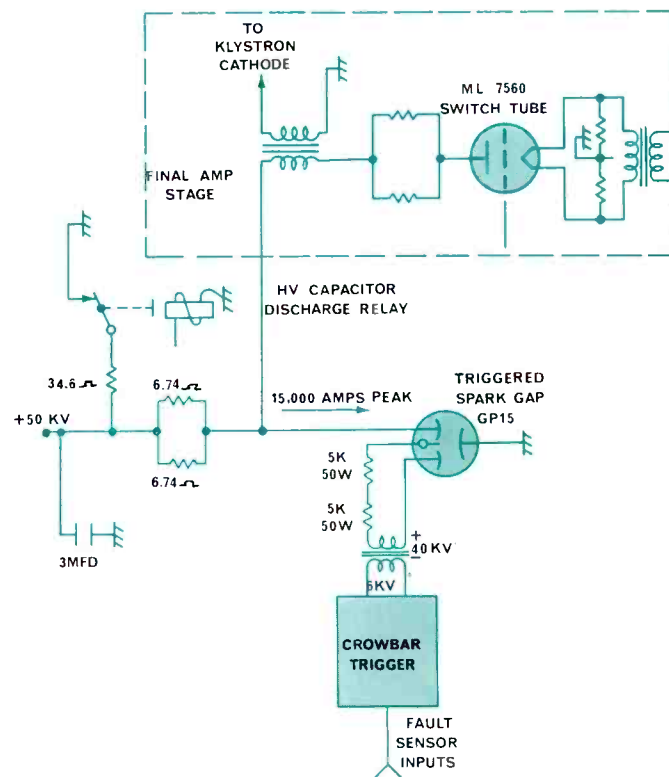 TO
KLYSTRON
CATHODE
ML 7560
SWITCH TUBE
FINAL AMP
STAGE
HV CAPACITOR
DISCHARGE RELAY
34.6 Ω
6.74 Ω
15.000 AMPS PEAK
TRIGGERED
SPARK GAP
GP15
+50 KV
6.74 Ω
5K
50W
5K
50W
+
40KV
−
3MFD
6KV
CROWBAR
TRIGGER
FAULT
SENSOR
INPUTS